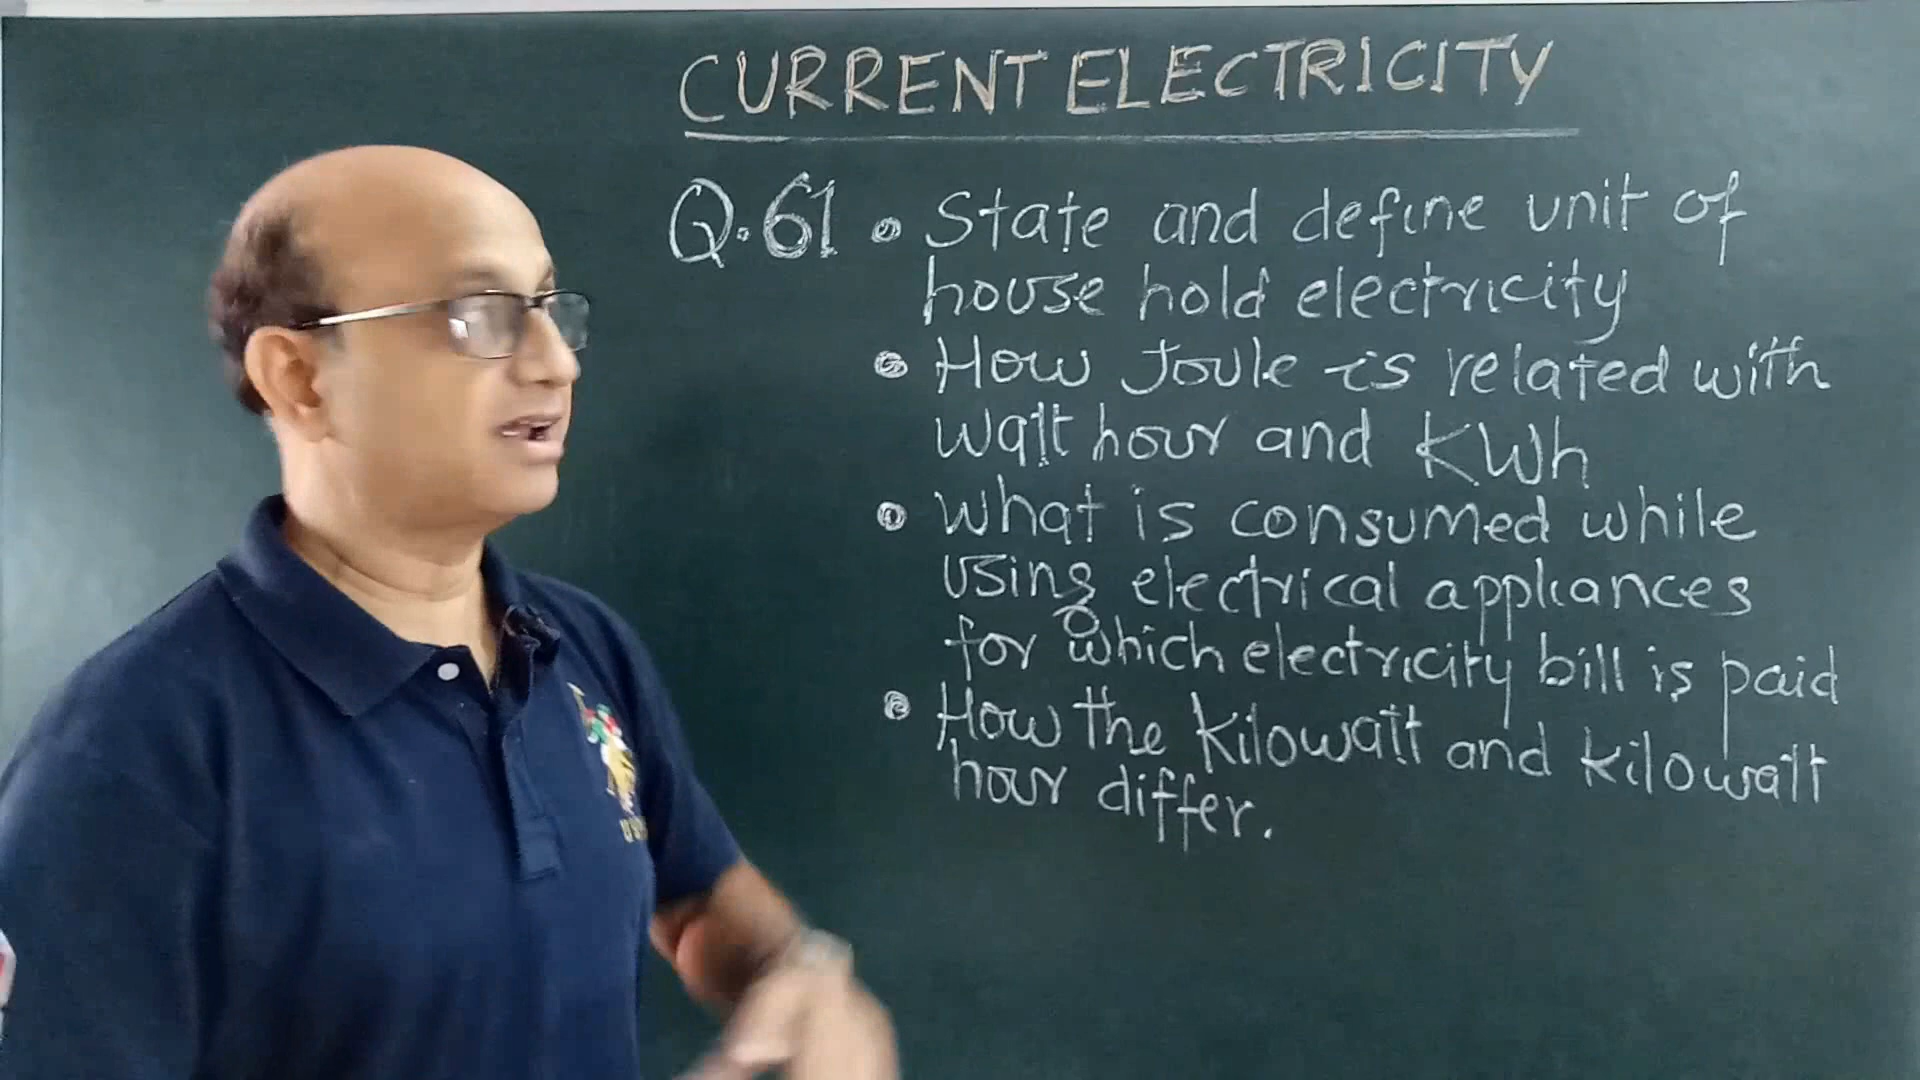 CURRENT ELECTRICITY
Q.61 • State and define unit of
house hold electricity
• How Joule is related with
watt hour and KWh
• What is consumed while
using electrical appliances
for which electricity bill is paid
• How the Kilowatt and kilowatt
hour differ.